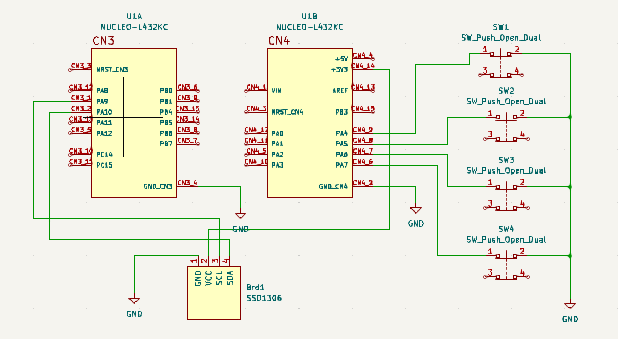 U1A
NUCLEO-L432KC
CN3
CN3_3 NRST_CN3
CN3_12 PA8
CN3_1 PA9
CN3_2 PA10
CN3_13 PA11
CN3_5 PA12
CN3_10 PC14
CN3_11 PC15
PB0 CN3_6
PB1 CN3_9
PB4 CN3_15
PB5 CN3_14
PB6 CN3_8
PB7 CN3_7
GND_CN3 CN3_4
GND
U1B
NUCLEO-L432KC
CN4
+5V CN4_4
+3V3 CN4_14
CN4_1 VIN
AREF CN4_13
CN4_3 NRST_CN4
PB3 CN4_15
CN4_12 PA0
CN4_11 PA1
CN4_5 PA2
CN4_10 PA3
PA4 CN4_9
PA5 CN4_8
PA6 CN4_7
PA7 CN4_6
GND_CN4 CN4_2
GND
SW1
SW_Push_Open_Dual
1 2
3 4
SW2
SW_Push_Open_Dual
1 2
3 4
SW3
SW_Push_Open_Dual
1 2
3 4
SW4
SW_Push_Open_Dual
1 2
3 4
GND
1 2 3 4
GND VCC SCL SDA
Brd1
SSD1306
GND